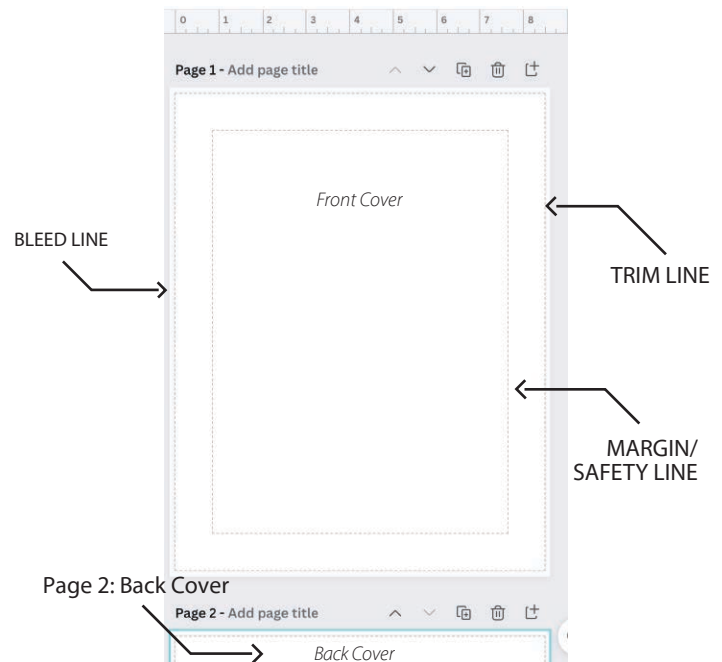 0 1 2 3 4 5 6 7 8
Page 1 - Add page title
Front Cover
BLEED LINE
TRIM LINE
MARGIN/
SAFETY LINE
Page 2: Back Cover
Page 2 - Add page title
Back Cover